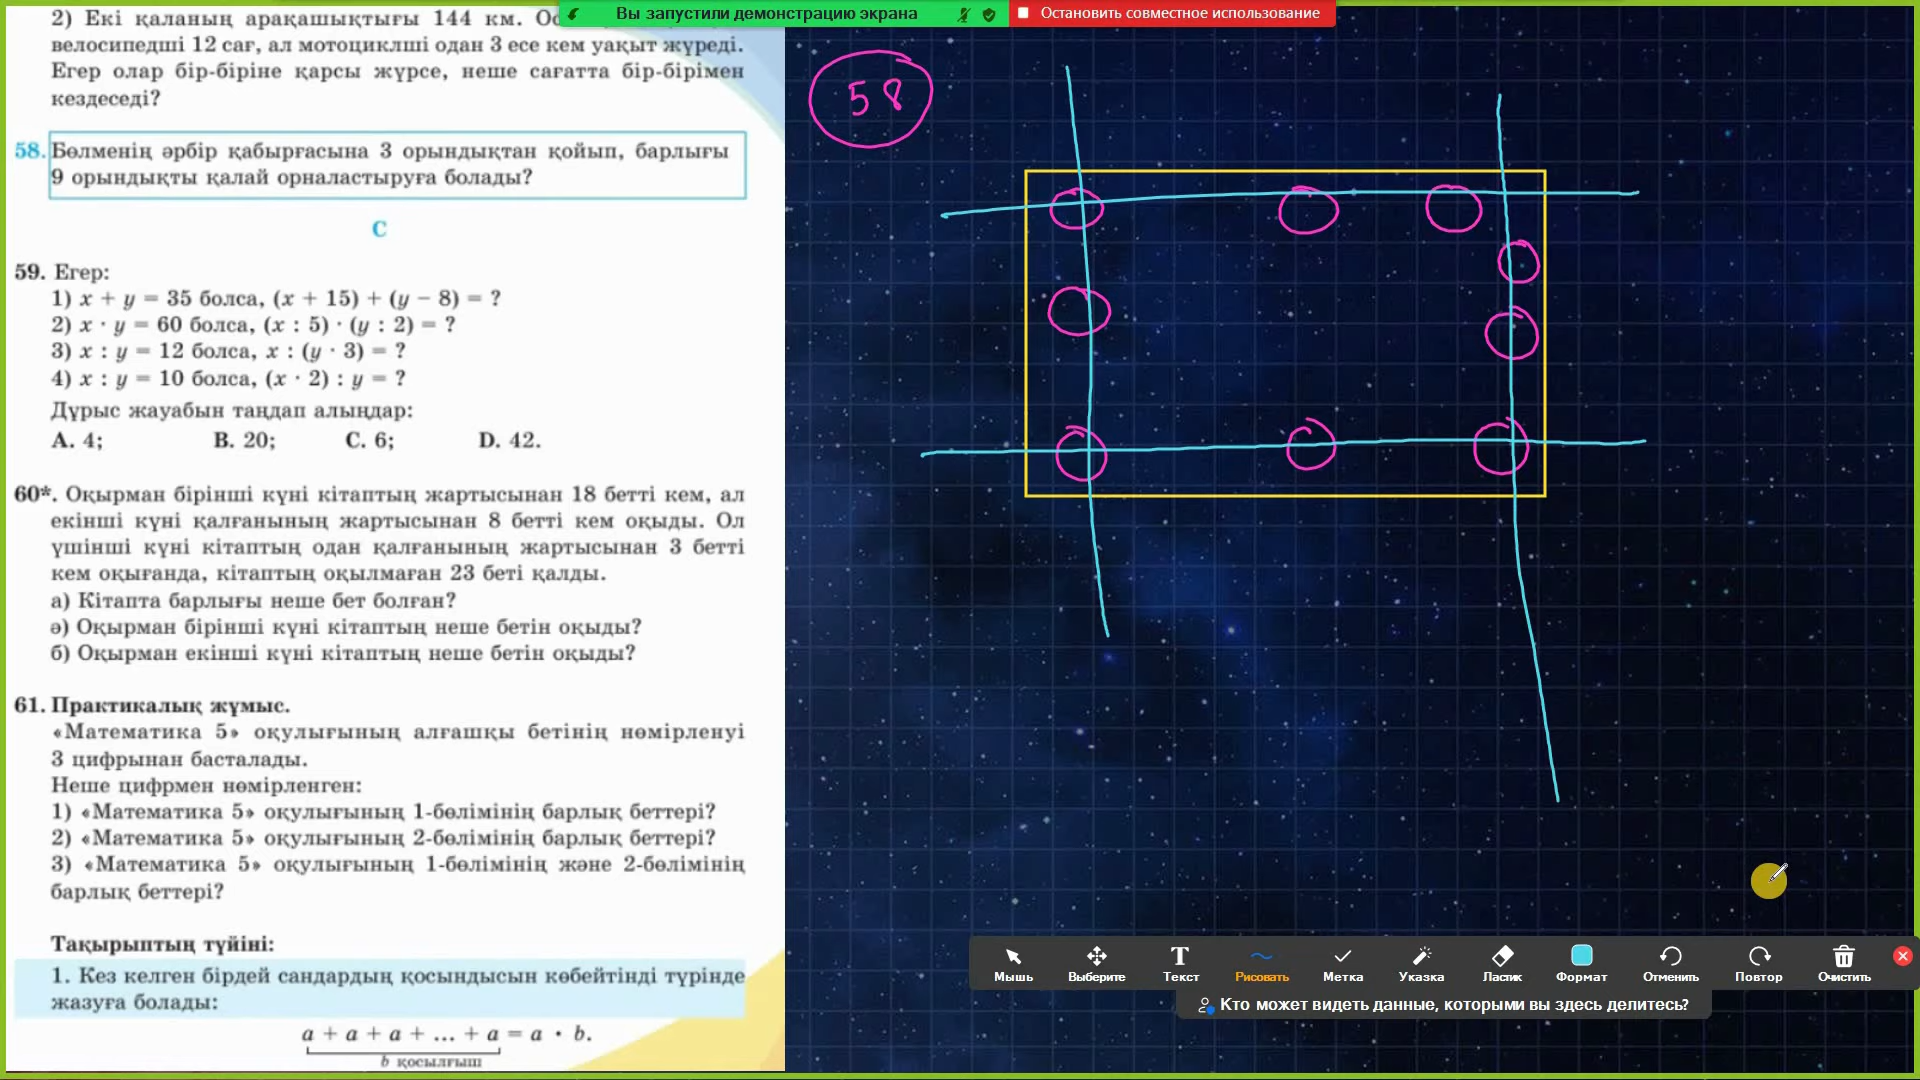 Вы запустили демонстрацию экрана
Остановить совместное использование
2) Екі қаланың арақашықтығы 144 км.
велосипедші 12 сағ, ал мотоциклші одан 3 есе кем уақыт жүреді.
Егер олар бір-біріне қарсы жүрсе, неше сағатта бір-бірімен
кездеседі?
58. Бөлменің әрбір қабырғасына 3 орындықтан қойып, барлығы
9 орындықты қалай орналастыруға болады?
С
59. Егер:
1) x + y = 35 болса, (x + 15) + (y − 8) = ?
2) x · y = 60 болса, (x : 5) · (y : 2) = ?
3) x : y = 12 болса, x : (y · 3) = ?
4) x : y = 10 болса, (x · 2) : y = ?
Дұрыс жауабын таңдап алыңдар:
А. 4; В. 20; С. 6; D. 42.
60*. Оқырман бірінші күні кітаптың жартысынан 18 бетті кем, ал
екінші күні қалғанының жартысынан 8 бетті кем оқыды. Ол
үшінші күні кітаптың одан қалғанының жартысынан 3 бетті
кем оқығанда, кітаптың оқылмаған 23 беті қалды.
а) Кітапта барлығы неше бет болған?
ә) Оқырман бірінші күні кітаптың неше бетін оқыды?
б) Оқырман екінші күні кітаптың неше бетін оқыды?
61. Практикалық жұмыс.
«Математика 5» оқулығының алғашқы бетінің нөмірленуі
3 цифрынан басталады.
Неше цифрмен нөмірленген:
1) «Математика 5» оқулығының 1-бөлімінің барлық беттері?
2) «Математика 5» оқулығының 2-бөлімінің барлық беттері?
3) «Математика 5» оқулығының 1-бөлімінің және 2-бөлімінің
барлық беттері?
Тақырыптың түйіні:
1. Кез келген бірдей сандардың қосындысын көбейтінді түрінде
жазуға болады:
a + a + a + ... + a = a · b.
b қосылғыш
58
Мышь Выберите Текст Рисовать Метка Указка Ластик Формат Отменить Повтор Очистить
Кто может видеть данные, которыми вы здесь делитесь?